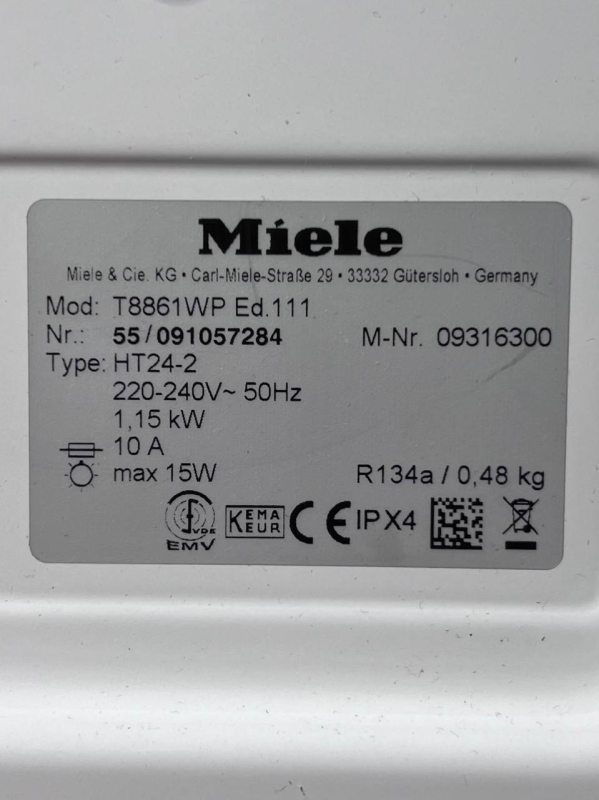 Miele
Miele & Cie. KG • Carl-Miele-Straße 29 • 33332 Gütersloh • Germany
Mod: T8861WP Ed.111
Nr.: 55/091057284 M-Nr. 09316300
Type: HT24-2
220-240V~ 50Hz
1,15 kW
10 A
max 15W R134a / 0,48 kg
VDE
EMV
KEMA
KEUR
CE
IPX4